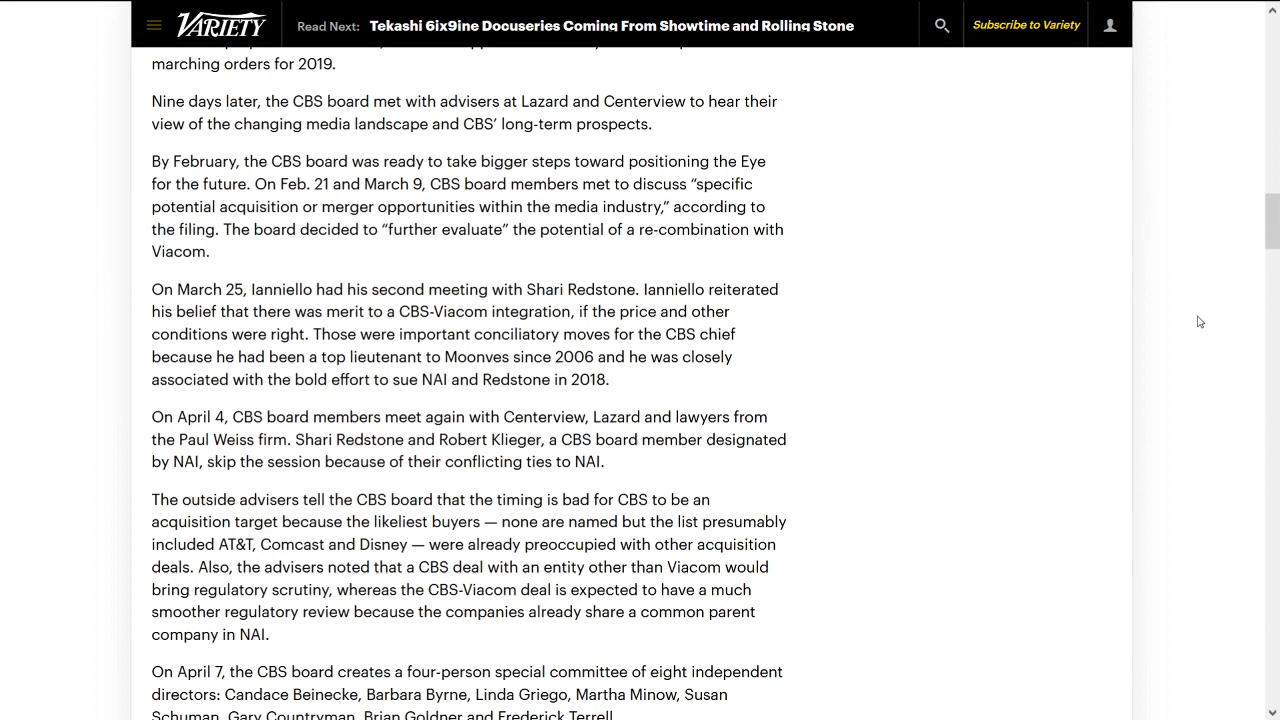 VARIETY
Read Next: Tekashi 6ix9ine Docuseries Coming From Showtime and Rolling Stone
Subscribe to Variety
marching orders for 2019.
Nine days later, the CBS board met with advisers at Lazard and Centerview to hear their
view of the changing media landscape and CBS’ long-term prospects.
By February, the CBS board was ready to take bigger steps toward positioning the Eye
for the future. On Feb. 21 and March 9, CBS board members met to discuss “specific
potential acquisition or merger opportunities within the media industry,” according to
the filing. The board decided to “further evaluate” the potential of a re-combination with
Viacom.
On March 25, Ianniello had his second meeting with Shari Redstone. Ianniello reiterated
his belief that there was merit to a CBS-Viacom integration, if the price and other
conditions were right. Those were important conciliatory moves for the CBS chief
because he had been a top lieutenant to Moonves since 2006 and he was closely
associated with the bold effort to sue NAI and Redstone in 2018.
On April 4, CBS board members meet again with Centerview, Lazard and lawyers from
the Paul Weiss firm. Shari Redstone and Robert Klieger, a CBS board member designated
by NAI, skip the session because of their conflicting ties to NAI.
The outside advisers tell the CBS board that the timing is bad for CBS to be an
acquisition target because the likeliest buyers — none are named but the list presumably
included AT&T, Comcast and Disney — were already preoccupied with other acquisition
deals. Also, the advisers noted that a CBS deal with an entity other than Viacom would
bring regulatory scrutiny, whereas the CBS-Viacom deal is expected to have a much
smoother regulatory review because the companies already share a common parent
company in NAI.
On April 7, the CBS board creates a four-person special committee of eight independent
directors: Candace Beinecke, Barbara Byrne, Linda Griego, Martha Minow, Susan
Schuman, Gary Countryman, Brian Goldner and Frederick Terrell.